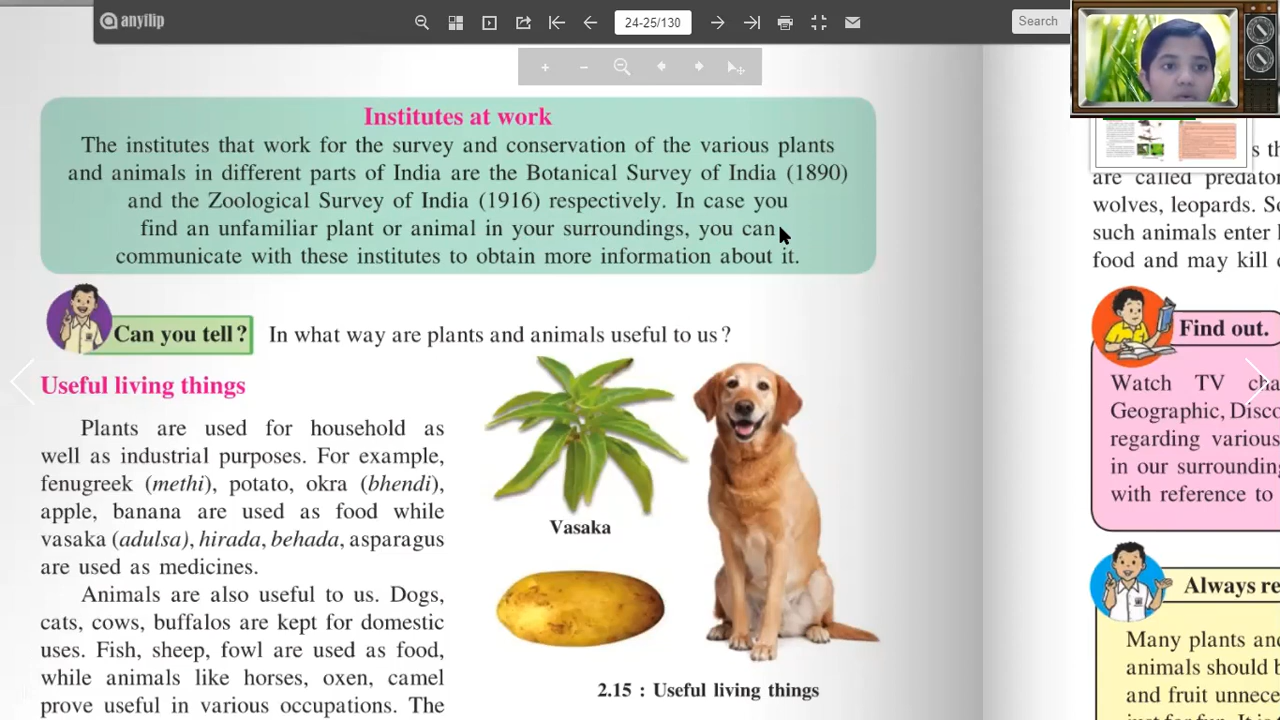 anyflip
24-25/130
Search
Institutes at work
The institutes that work for the survey and conservation of the various plants
and animals in different parts of India are the Botanical Survey of India (1890)
and the Zoological Survey of India (1916) respectively. In case you
find an unfamiliar plant or animal in your surroundings, you can
communicate with these institutes to obtain more information about it.
Can you tell? In what way are plants and animals useful to us?
Useful living things
Plants are used for household as
well as industrial purposes. For example,
fenugreek (methi), potato, okra (bhendi),
apple, banana are used as food while
vasaka (adulsa), hirada, behada, asparagus
are used as medicines.
Animals are also useful to us. Dogs,
cats, cows, buffalos are kept for domestic
uses. Fish, sheep, fowl are used as food,
while animals like horses, oxen, camel
prove useful in various occupations. The
Vasaka
2.15 : Useful living things
are called
wolves, leopards.
such animals enter
food and may kill
Find out.
Watch TV
Geographic,
regarding various
in our
with reference to
Always
Many plants
animals should
and fruit